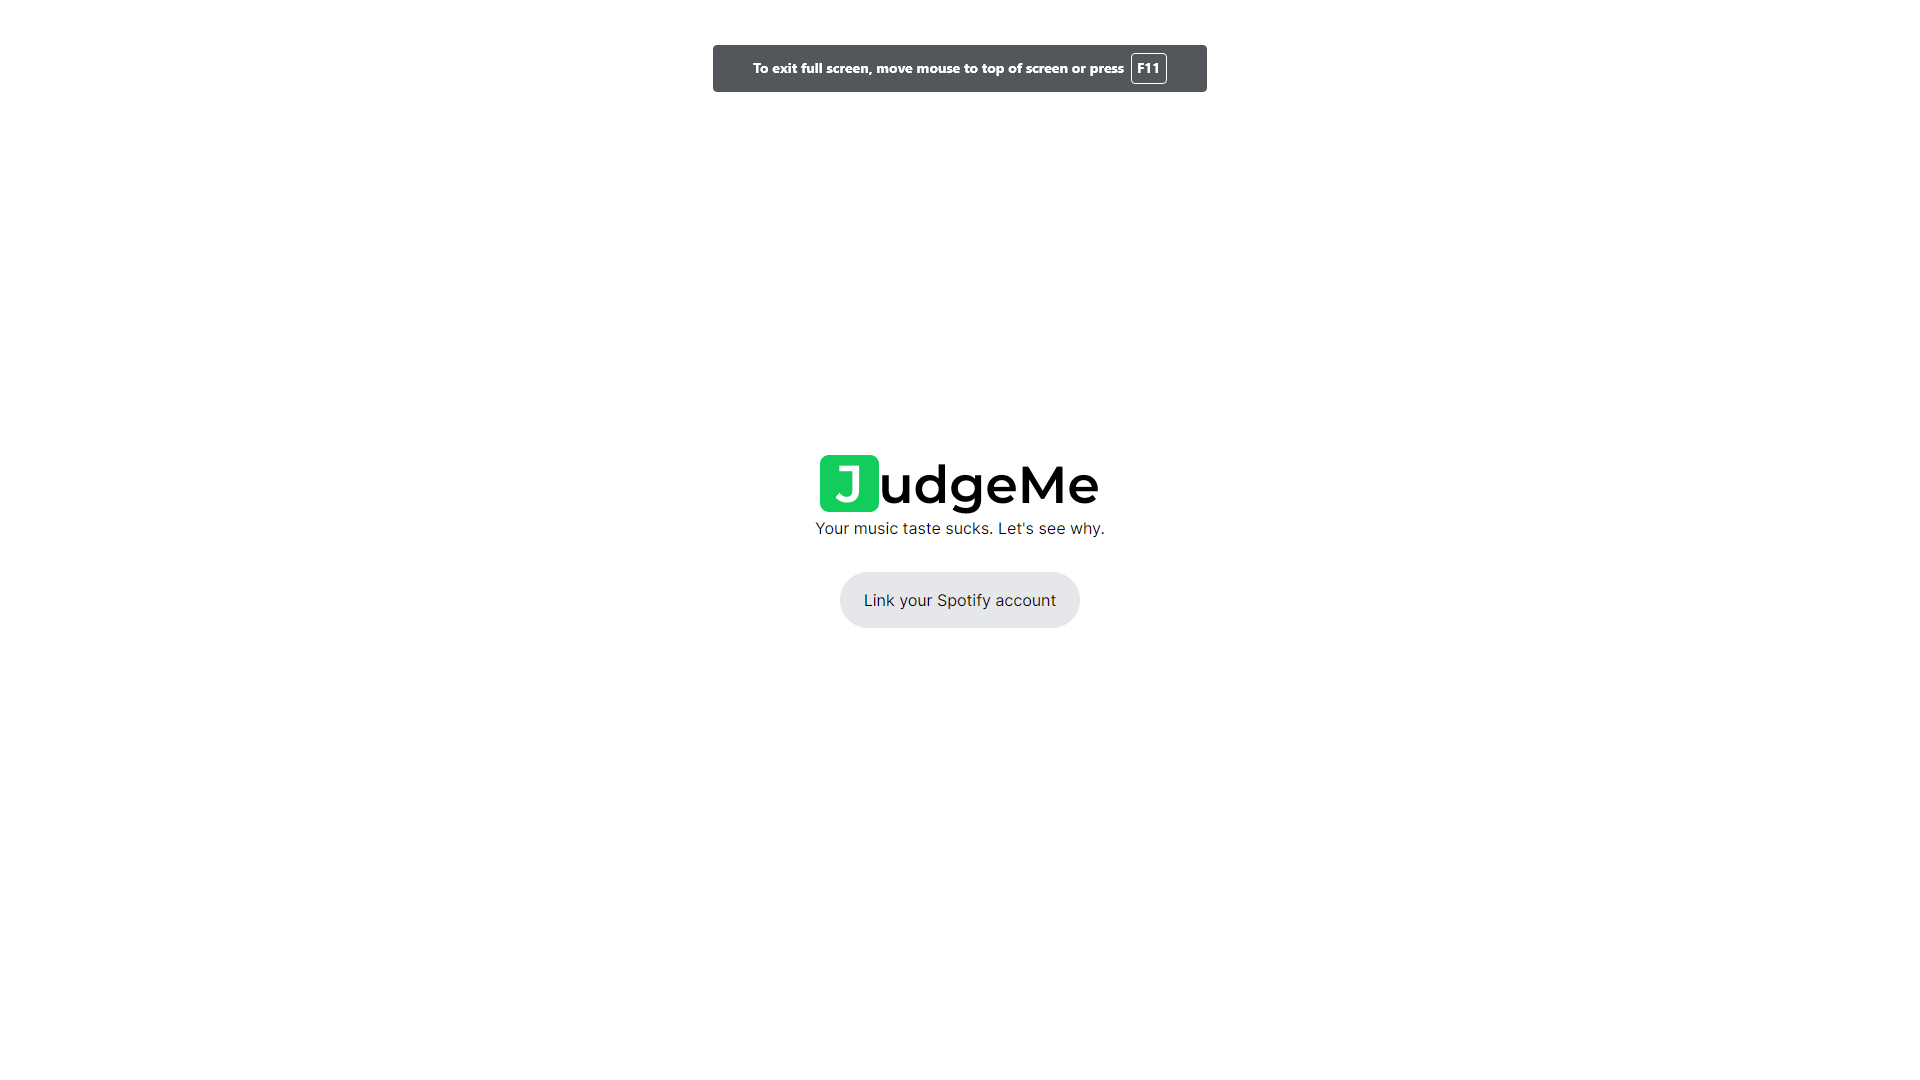 To exit full screen, move mouse to top of screen or press F11
JudgeMe
Your music taste sucks. Let's see why.
Link your Spotify account